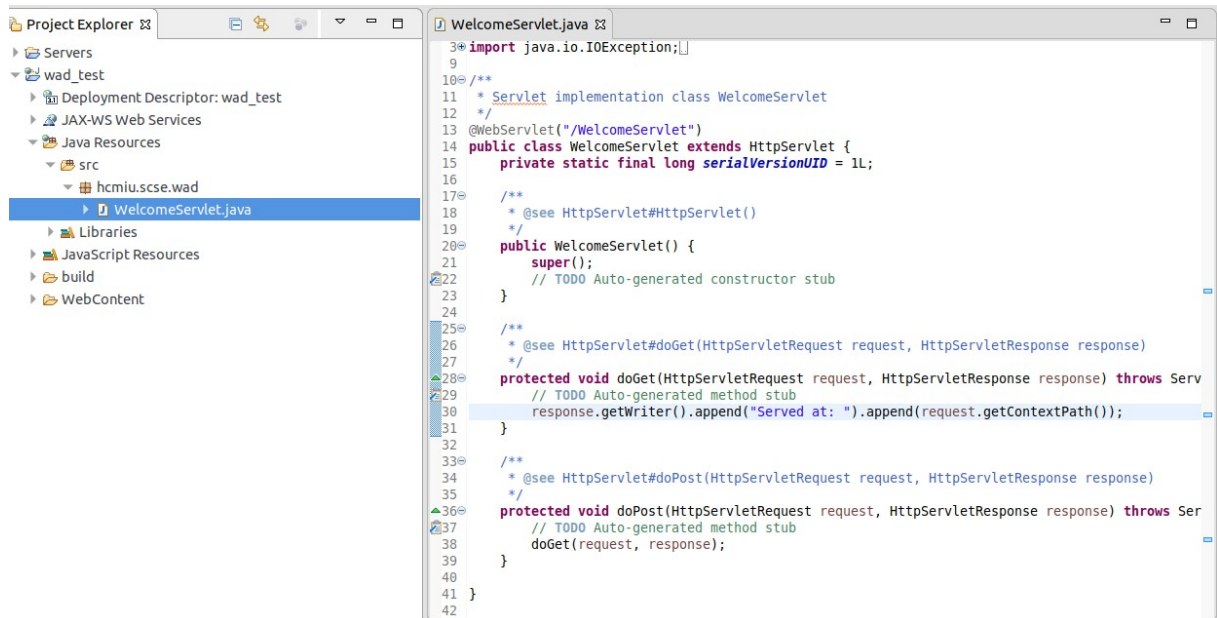 Project Explorer
Servers
wad_test
Deployment Descriptor: wad_test
JAX-WS Web Services
Java Resources
src
hcmiu.scse.wad
WelcomeServlet.java
Libraries
JavaScript Resources
build
WebContent
WelcomeServlet.java
3 import java.io.IOException;
9
10 /**
11  * Servlet implementation class WelcomeServlet
12  */
13 @WebServlet("/WelcomeServlet")
14 public class WelcomeServlet extends HttpServlet {
15     private static final long serialVersionUID = 1L;
16
17     /**
18      * @see HttpServlet#HttpServlet()
19      */
20     public WelcomeServlet() {
21         super();
22         // TODO Auto-generated constructor stub
23     }
24
25     /**
26      * @see HttpServlet#doGet(HttpServletRequest request, HttpServletResponse response)
27      */
28     protected void doGet(HttpServletRequest request, HttpServletResponse response) throws Serv
29         // TODO Auto-generated method stub
30         response.getWriter().append("Served at: ").append(request.getContextPath());
31     }
32
33     /**
34      * @see HttpServlet#doPost(HttpServletRequest request, HttpServletResponse response)
35      */
36     protected void doPost(HttpServletRequest request, HttpServletResponse response) throws Ser
37         // TODO Auto-generated method stub
38         doGet(request, response);
39     }
40
41 }
42